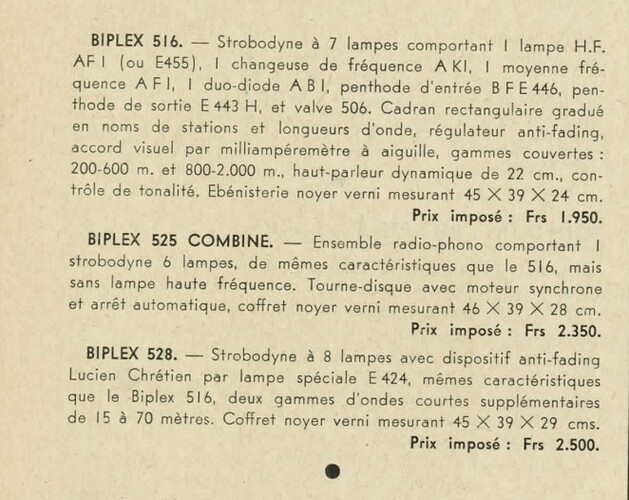 BIPLEX 516. — Strobodyne à 7 lampes comportant 1 lampe H.F.
AF1 (ou E455), 1 changeuse de fréquence AK1, 1 moyenne fré-
quence AF1, 1 duo-diode AB1, penthode d'entrée BFE446, pen-
thode de sortie E443H, et valve 506. Cadran rectangulaire gradué
en noms de stations et longueurs d'onde, régulateur anti-fading,
accord visuel par milliampéremètre à aiguille, gammes couvertes :
200-600 m. et 800-2.000 m., haut-parleur dynamique de 22 cm., con-
trôle de tonalité. Ebénisterie noyer verni mesurant 45 × 39 × 24 cm.
Prix imposé : Frs 1.950.
BIPLEX 525 COMBINE. — Ensemble radio-phono comportant 1
strobodyne 6 lampes, de mêmes caractéristiques que le 516, mais
sans lampe haute fréquence. Tourne-disque avec moteur synchrone
et arrêt automatique, coffret noyer verni mesurant 46 × 39 × 28 cm.
Prix imposé : Frs 2.350.
BIPLEX 528. — Strobodyne à 8 lampes avec dispositif anti-fading
Lucien Chrétien par lampe spéciale E424, mêmes caractéristiques
que le Biplex 516, deux gammes d'ondes courtes supplémentaires
de 15 à 70 mètres. Coffret noyer verni mesurant 45 × 39 × 29 cms.
Prix imposé : Frs 2.500.